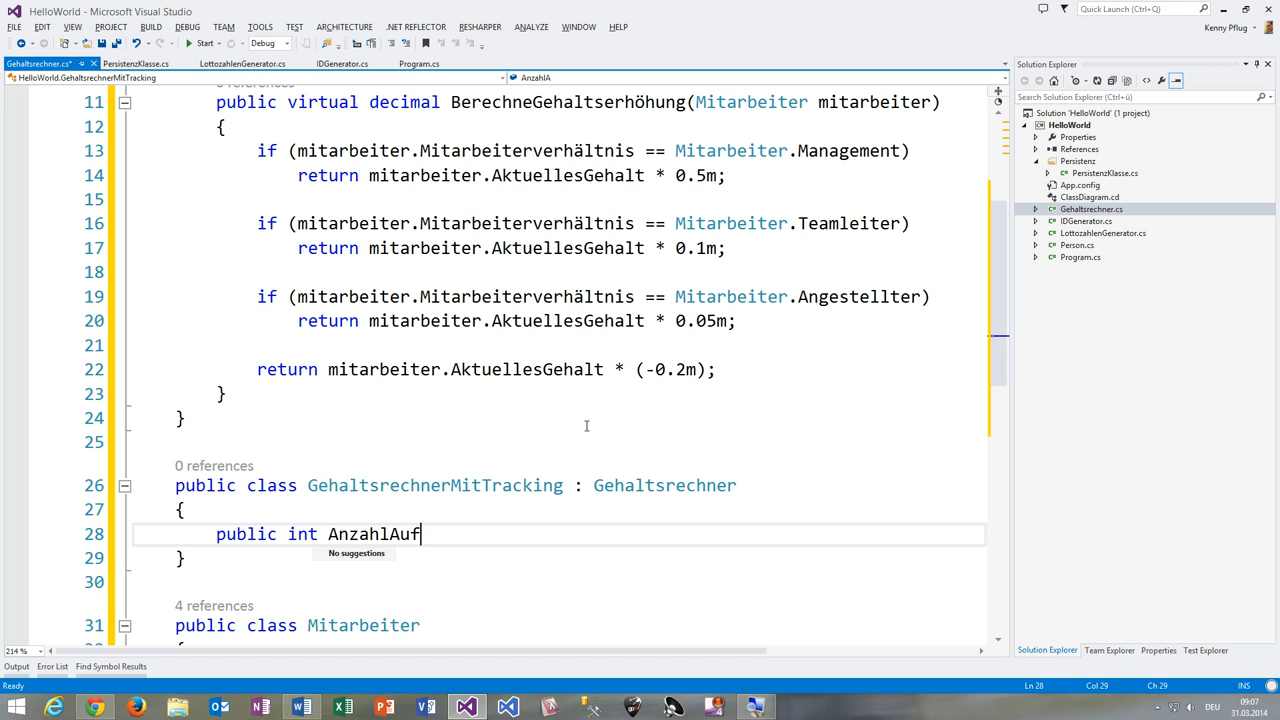 HelloWorld - Microsoft Visual Studio
Quick Launch (Ctrl+Q)
FILE EDIT VIEW PROJECT BUILD DEBUG TEAM TOOLS TEST ARCHITECTURE .NET REFLECTOR RESHARPER ANALYZE WINDOW HELP
Kenny Pflug
Start Debug
Gehaltsrechner.cs* PersistenzKlasse.cs LottozahlenGenerator.cs IDGenerator.cs Program.cs
HelloWorld.GehaltsrechnerMitTracking AnzahlA
11 public virtual decimal BerechneGehaltserhöhung(Mitarbeiter mitarbeiter)
12 {
13 if (mitarbeiter.Mitarbeiterverhältnis == Mitarbeiter.Management)
14 return mitarbeiter.AktuellesGehalt * 0.5m;
15
16 if (mitarbeiter.Mitarbeiterverhältnis == Mitarbeiter.Teamleiter)
17 return mitarbeiter.AktuellesGehalt * 0.1m;
18
19 if (mitarbeiter.Mitarbeiterverhältnis == Mitarbeiter.Angestellter)
20 return mitarbeiter.AktuellesGehalt * 0.05m;
21
22 return mitarbeiter.AktuellesGehalt * (-0.2m);
23 }
24 }
25
0 references
26 public class GehaltsrechnerMitTracking : Gehaltsrechner
27 {
28 public int AnzahlAuf
No suggestions
29 }
30
4 references
31 public class Mitarbeiter
214 %
Output Error List Find Symbol Results
Solution Explorer
Search Solution Explorer (Ctrl+ü)
Solution 'HelloWorld' (1 project)
HelloWorld
Properties
References
Persistenz
PersistenzKlasse.cs
App.config
ClassDiagram.cd
Gehaltsrechner.cs
IDGenerator.cs
LottozahlenGenerator.cs
Person.cs
Program.cs
Solution Explorer Team Explorer Properties Test Explorer
Ready Ln 28 Col 29 Ch 29 INS
DEU
09:07
31.03.2014